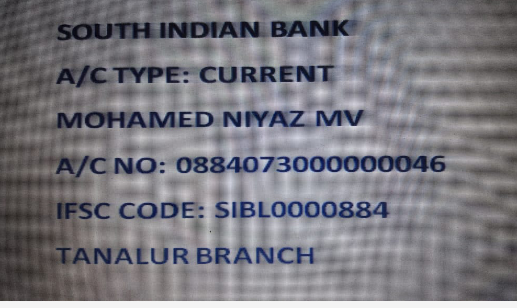 SOUTH INDIAN BANK
A/C TYPE: CURRENT
MOHAMED NIYAZ MV
A/C NO: 0884073000000046
IFSC CODE: SIBL0000884
TANALUR BRANCH